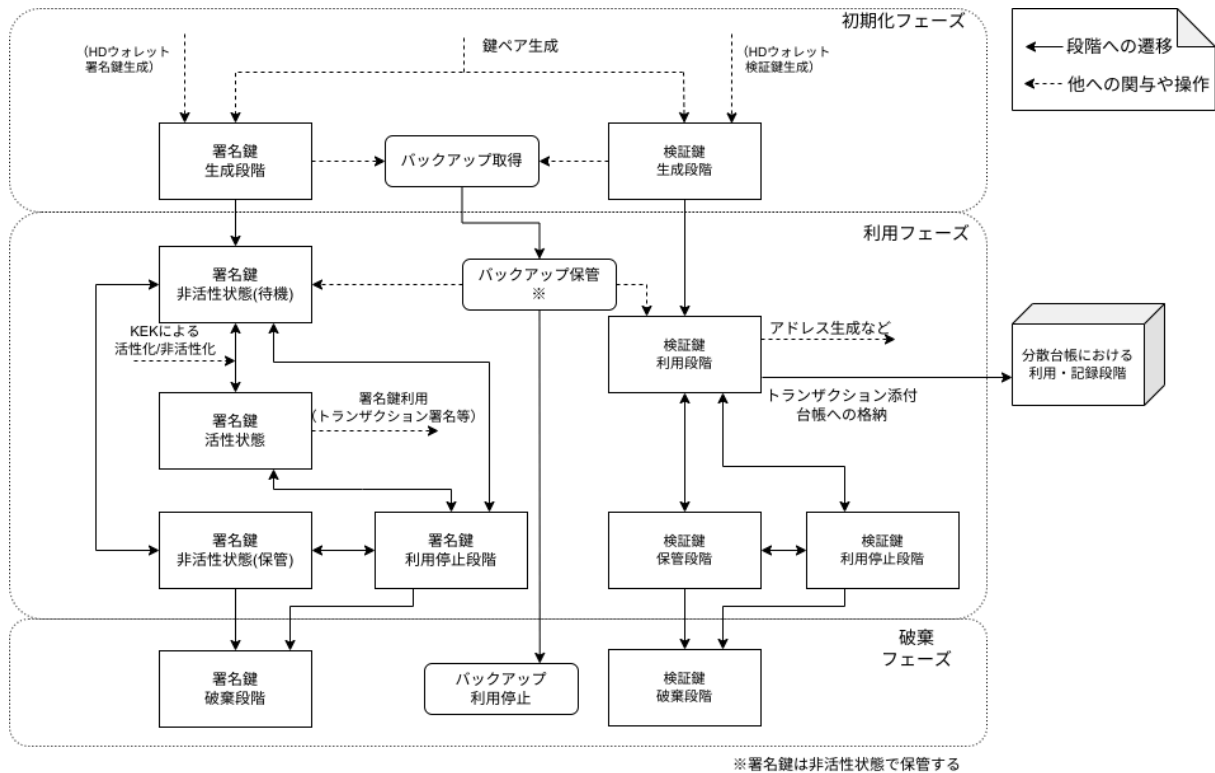 初期化フェーズ
段階への遷移
他への関与や操作
（HDウォレット
署名鍵生成）
鍵ペア生成
（HDウォレット
検証鍵生成）
署名鍵
生成段階
バックアップ取得
検証鍵
生成段階
利用フェーズ
署名鍵
非活性状態(待機)
バックアップ保管
※
KEKによる
活性化/非活性化
検証鍵
利用段階
アドレス生成など
分散台帳における
利用・記録段階
トランザクション添付
台帳への格納
署名鍵
活性状態
署名鍵利用
（トランザクション署名等）
署名鍵
非活性状態(保管)
署名鍵
利用停止段階
検証鍵
保管段階
検証鍵
利用停止段階
破棄
フェーズ
署名鍵
破棄段階
バックアップ
利用停止
検証鍵
破棄段階
※署名鍵は非活性状態で保管する